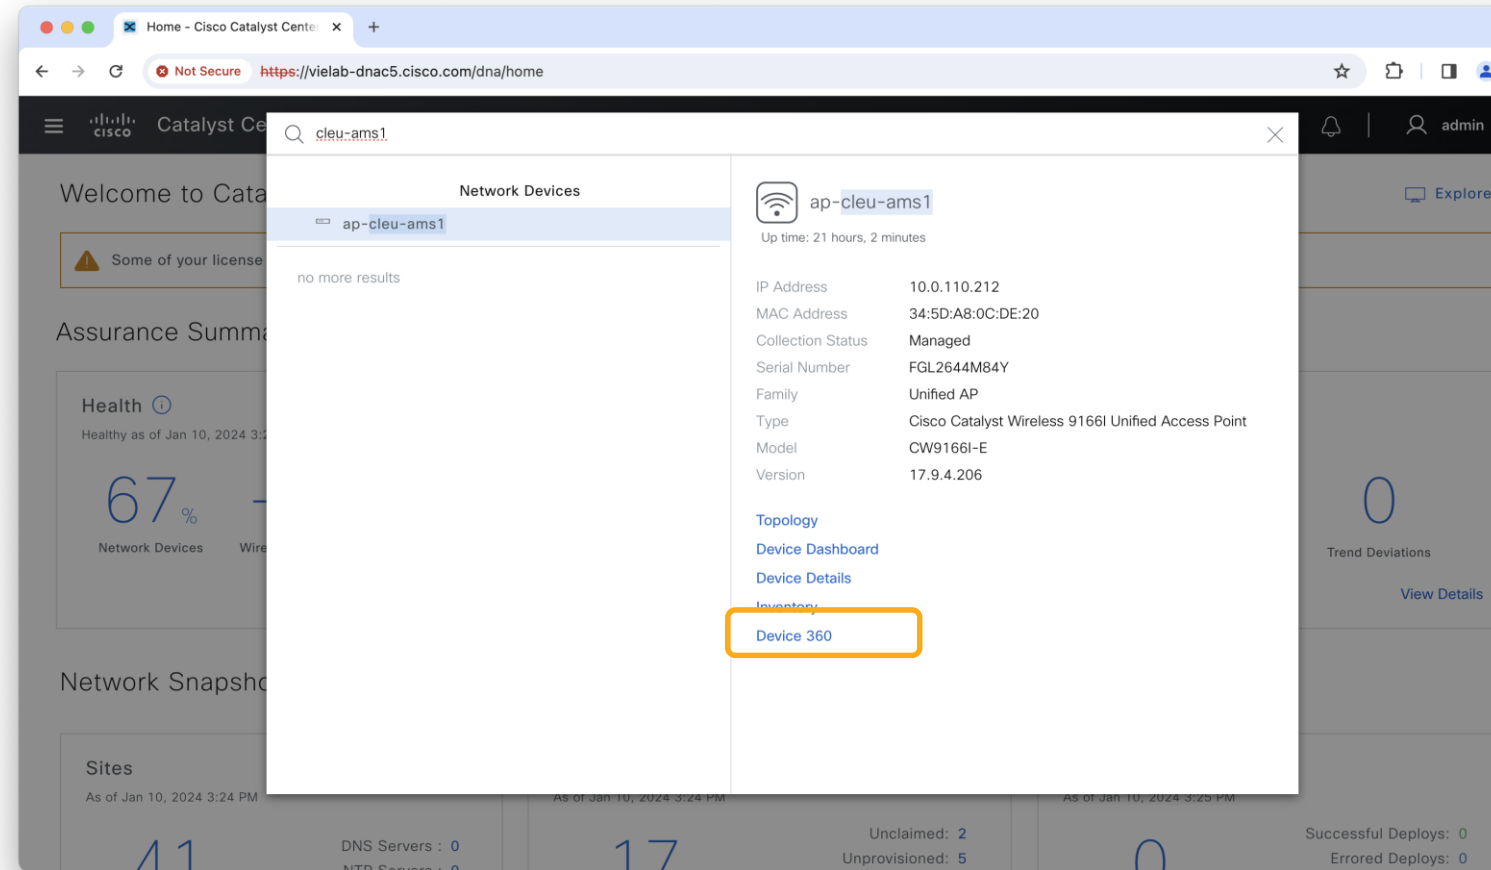 Home - Cisco Catalyst Cente
Not Secure https://vielab-dnac5.cisco.com/dna/home
cisco Catalyst Ce
cleu-ams1
admin
Welcome to Cata
Explore
Some of your license
Network Devices
ap-cleu-ams1
no more results
ap-cleu-ams1
Up time: 21 hours, 2 minutes
IP Address 10.0.110.212
MAC Address 34:5D:A8:0C:DE:20
Collection Status Managed
Serial Number FGL2644M84Y
Family Unified AP
Type Cisco Catalyst Wireless 9166I Unified Access Point
Model CW9166I-E
Version 17.9.4.206
Topology
Device Dashboard
Device Details
Inventory
Device 360
Assurance Summa
Health
Healthy as of Jan 10, 2024 3:2
67%
Network Devices
Wire
0
Trend Deviations
View Details
Network Snapsho
Sites
As of Jan 10, 2024 3:24 PM
41
DNS Servers : 0
NTP Servers : 0
As of Jan 10, 2024 3:24 PM
17
Unclaimed: 2
Unprovisioned: 5
As of Jan 10, 2024 3:25 PM
0
Successful Deploys: 0
Errored Deploys: 0